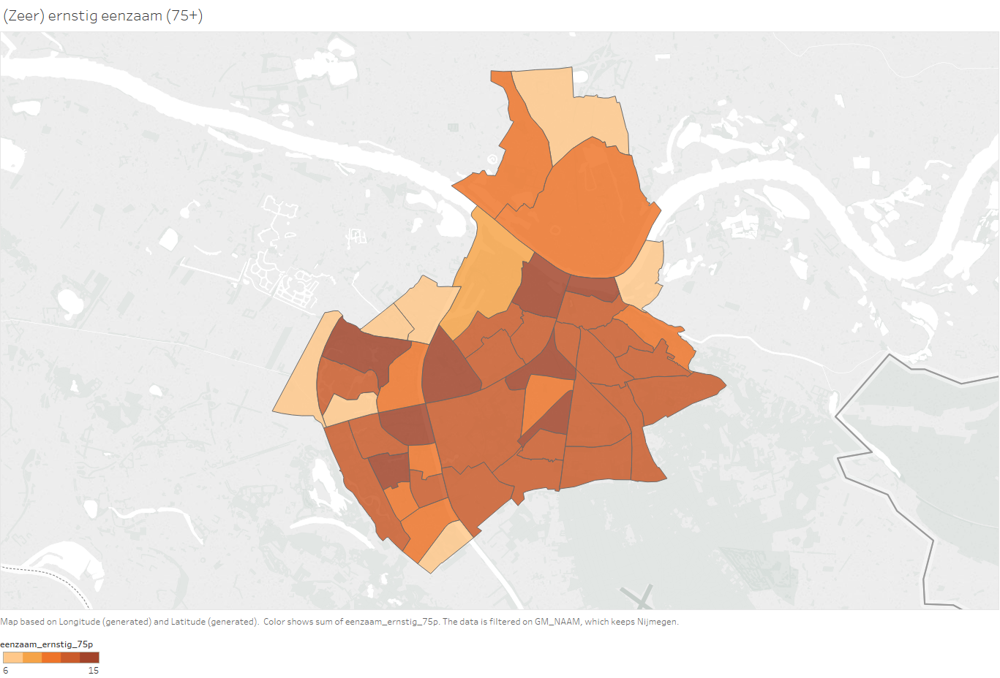 (Zeer) ernstig eenzaam (75+)
Map based on Longitude (generated) and Latitude (generated).  Color shows sum of eenzaam_ernstig_75p. The data is filtered on GM_NAAM, which keeps Nijmegen.
eenzaam_ernstig_75p
6 15